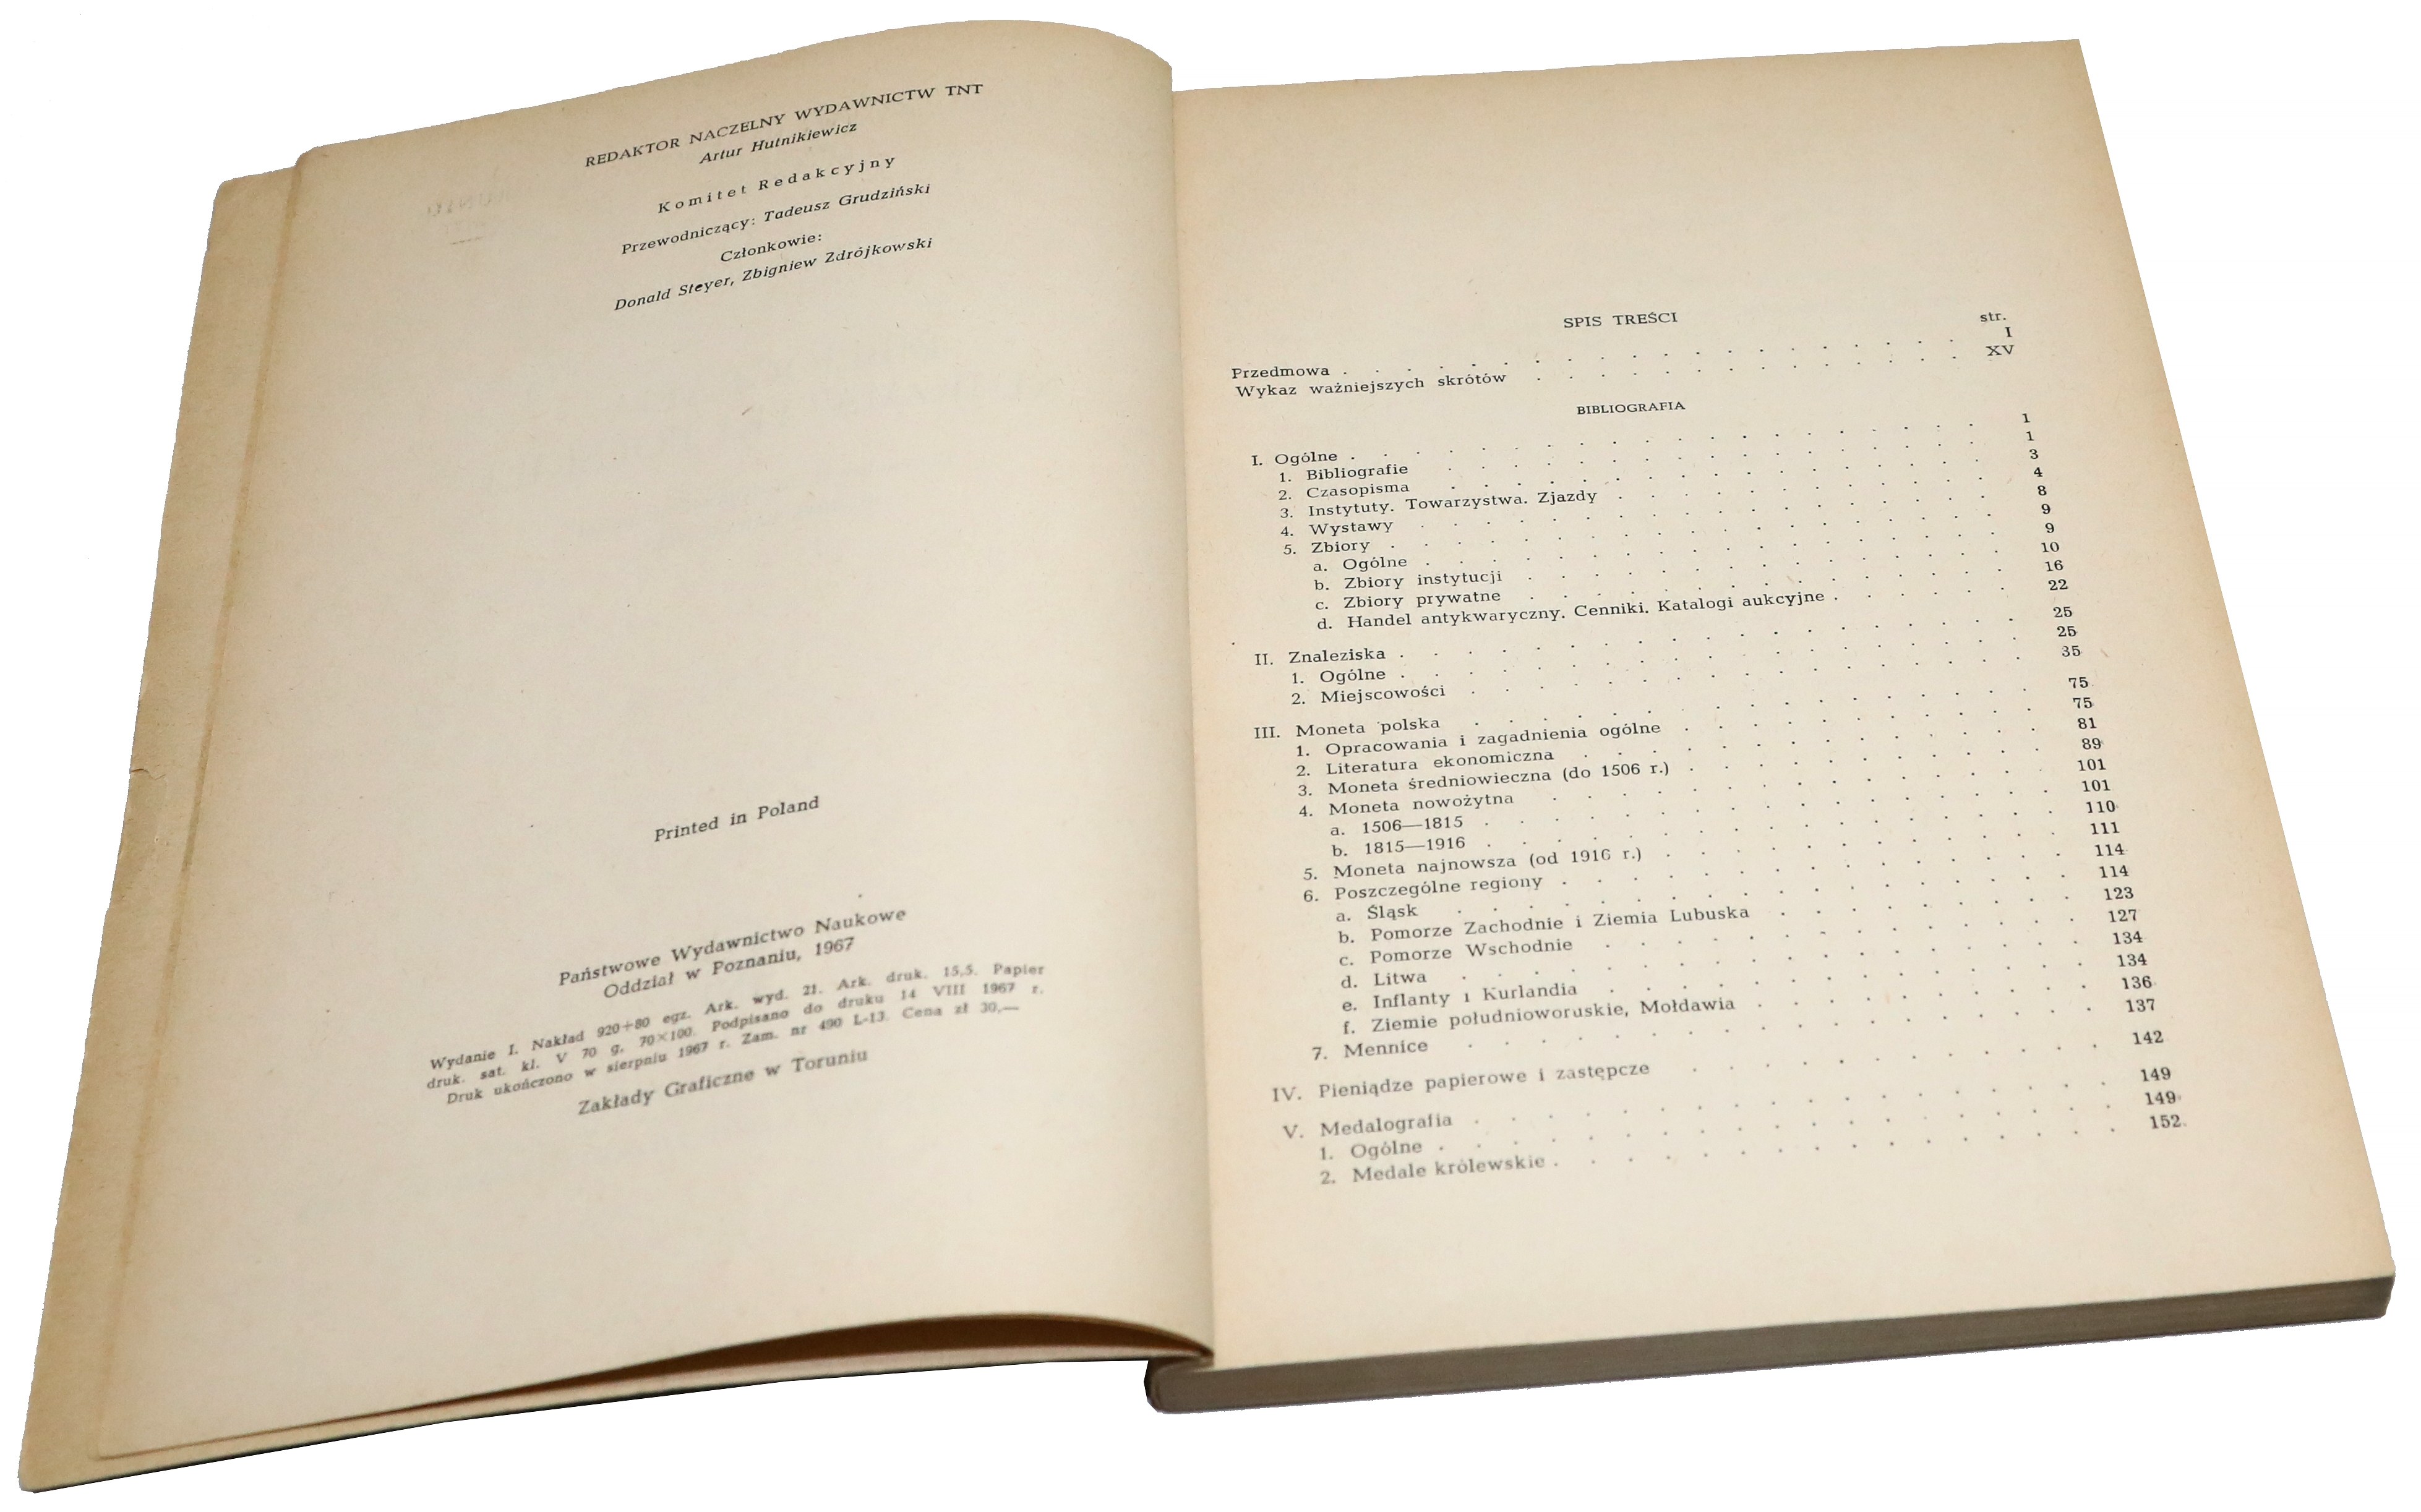 REDAKTOR NACZELNY WYDAWNICTW TNT
Artur Hutnikiewicz
Komitet Redakcyjny
Przewodniczący: Tadeusz Grudziński
Członkowie:
Donald Steyer, Zbigniew Zdrójkowski
Printed in Poland
Państwowe Wydawnictwo Naukowe
Oddział w Poznaniu, 1967
Wydanie I. Nakład 920+80 egz. Ark. wyd. 21. Ark. druk. 15,5. Papier
druk. sat. kl. V 70 g, 70×100. Podpisano do druku 14 VIII 1967 r.
Druk ukończono w sierpniu 1967 r. Zam. nr 490 L-13. Cena zł 30,—
Zakłady Graficzne w Toruniu
SPIS TREŚCI
str.
Przedmowa . . . . . . I
Wykaz ważniejszych skrótów . . . . . . XV
BIBLIOGRAFIA
I. Ogólne . . . . . . 1
1. Bibliografie . . . . . . 1
2. Czasopisma . . . . . . 3
3. Instytuty. Towarzystwa. Zjazdy . . . . . . 4
4. Wystawy . . . . . . 8
5. Zbiory . . . . . . 9
a. Ogólne . . . . . . 9
b. Zbiory instytucji . . . . . . 10
c. Zbiory prywatne . . . . . . 16
d. Handel antykwaryczny. Cenniki. Katalogi aukcyjne . . . . . . 22
II. Znaleziska . . . . . . 25
1. Ogólne . . . . . . 25
2. Miejscowości . . . . . . 35
III. Moneta polska . . . . . . 75
1. Opracowania i zagadnienia ogólne . . . . . . 75
2. Literatura ekonomiczna . . . . . . 81
3. Moneta średniowieczna (do 1506 r.) . . . . . . 89
4. Moneta nowożytna . . . . . . 101
a. 1506—1815 . . . . . . 101
b. 1815—1916 . . . . . . 110
5. Moneta najnowsza (od 1916 r.) . . . . . . 111
6. Poszczególne regiony . . . . . . 114
a. Śląsk . . . . . . 114
b. Pomorze Zachodnie i Ziemia Lubuska . . . . . . 123
c. Pomorze Wschodnie . . . . . . 127
d. Litwa . . . . . . 134
e. Inflanty i Kurlandia . . . . . . 134
f. Ziemie południoworuskie, Mołdawia . . . . . . 136
7. Mennice . . . . . . 137
IV. Pieniądze papierowe i zastępcze . . . . . . 142
V. Medalografia . . . . . . 149
1. Ogólne . . . . . . 149
2. Medale królewskie . . . . . . 152